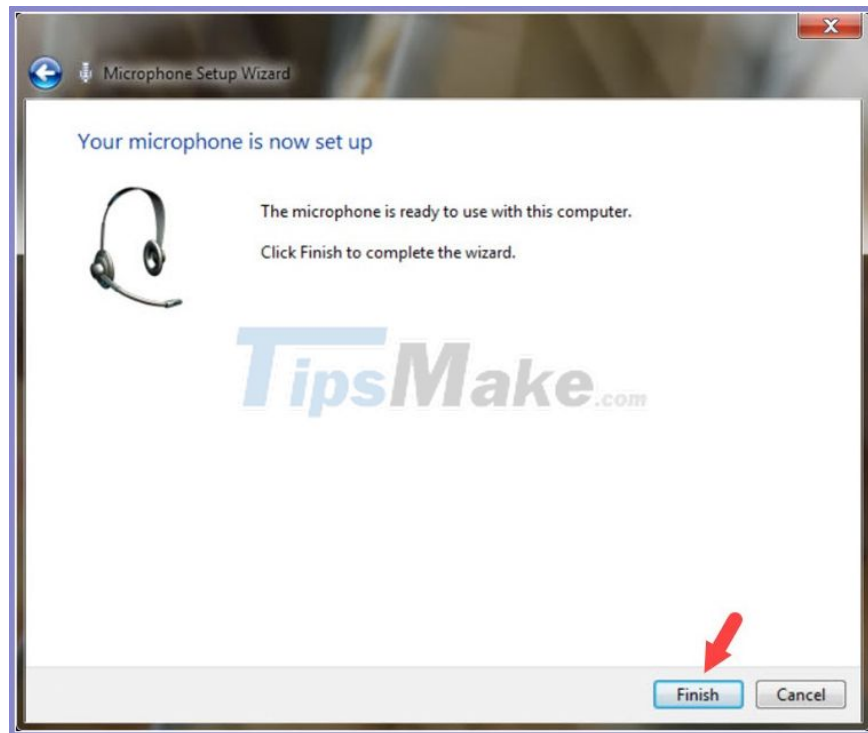 Microphone Setup Wizard
Your microphone is now set up
The microphone is ready to use with this computer.
Click Finish to complete the wizard.
TipsMake.com
Finish Cancel